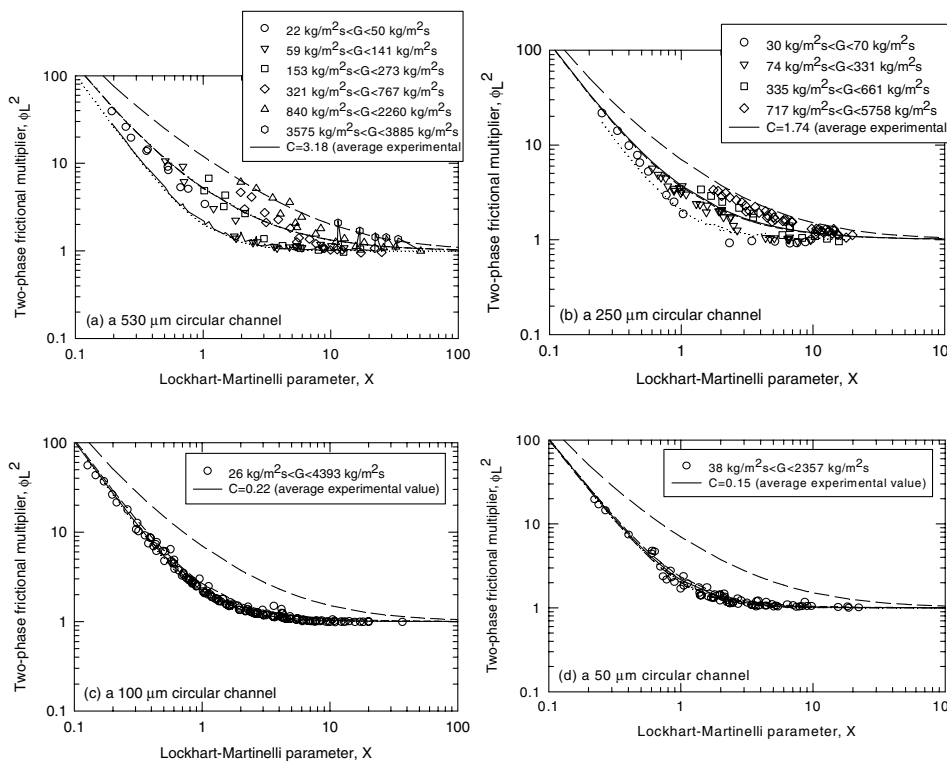 22 kg/m²s<G<50 kg/m²s
59 kg/m²s<G<141 kg/m²s
153 kg/m²s<G<273 kg/m²s
321 kg/m²s<G<767 kg/m²s
840 kg/m²s<G<2260 kg/m²s
3575 kg/m²s<G<3885 kg/m²s
C=3.18 (average experimental
Two-phase frictional multiplier, ϕL²
100
10
1
0.1
(a) a 530 μm circular channel
0.1
1
10
100
Lockhart-Martinelli parameter, X
30 kg/m²s<G<70 kg/m²s
74 kg/m²s<G<331 kg/m²s
335 kg/m²s<G<661 kg/m²s
717 kg/m²s<G<5758 kg/m²s
C=1.74 (average experimental
Two-phase frictional multiplier, ϕL²
100
10
1
0.1
(b) a 250 μm circular channel
0.1
1
10
100
Lockhart-Martinelli parameter, X
26 kg/m²s<G<4393 kg/m²s
C=0.22 (average experimental value)
Two-phase frictional multiplier, ϕL²
100
10
1
0.1
(c) a 100 μm circular channel
0.1
1
10
100
Lockhart-Martinelli parameter, X
38 kg/m²s<G<2357 kg/m²s
C=0.15 (average experimental value)
Two-phase frictional multiplier, ϕL²
100
10
1
0.1
(d) a 50 μm circular channel
0.1
1
10
100
Lockhart-Martinelli parameter, X